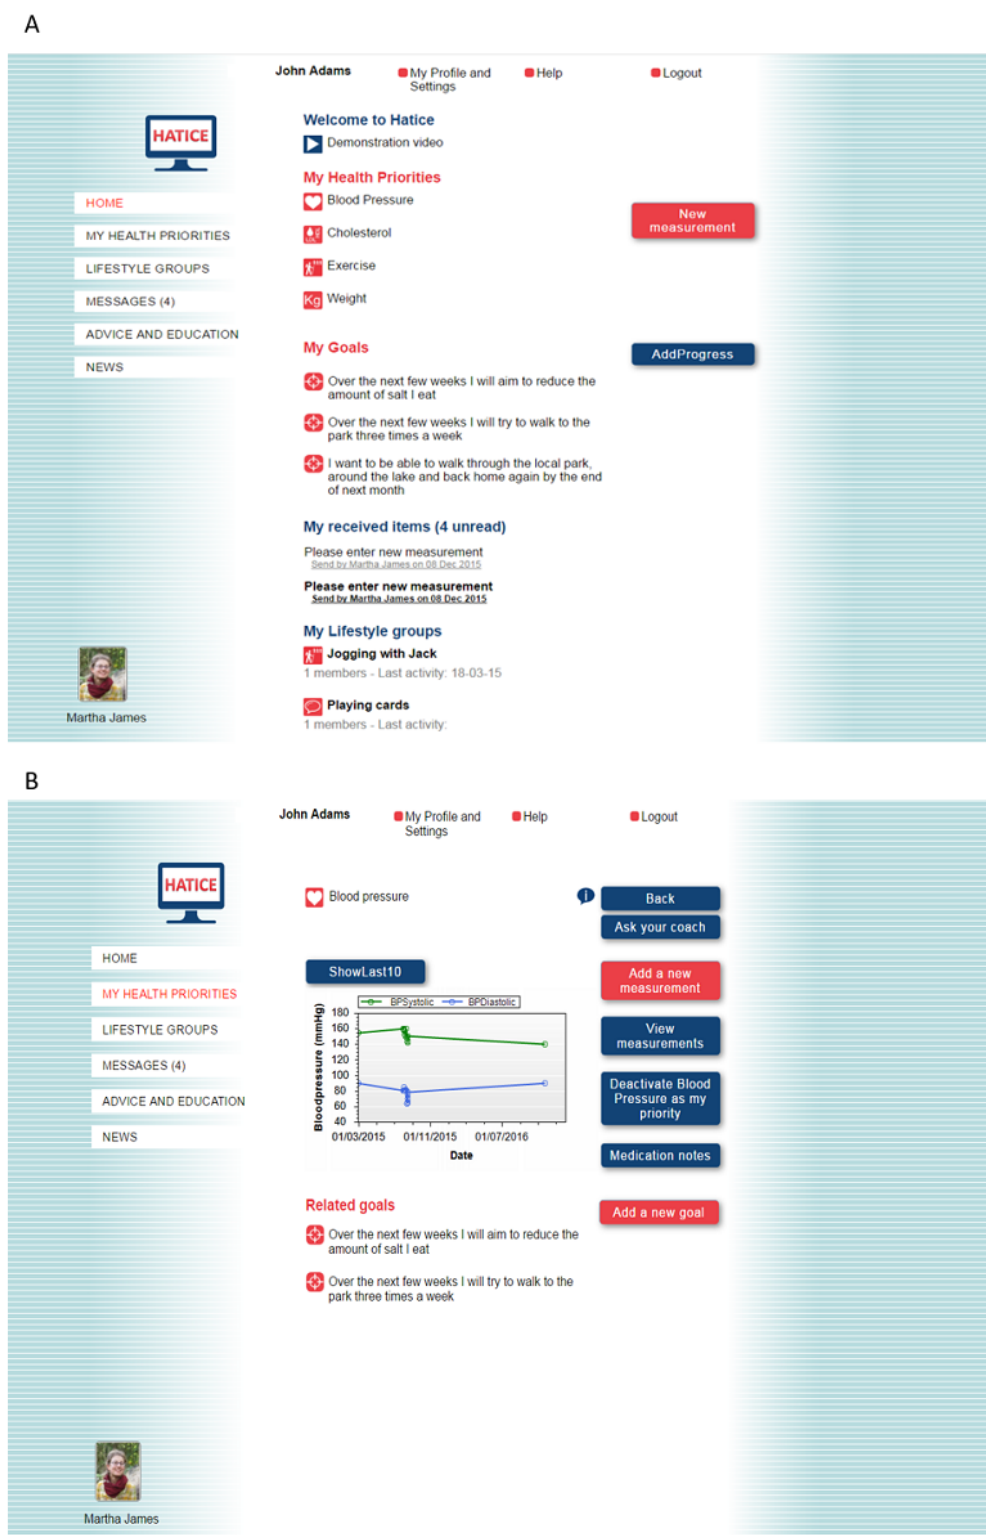 A
John Adams
My Profile and
Settings
Help
Logout
HATICE
Welcome to Hatice
Demonstration video
My Health Priorities
HOME
Blood Pressure
New
measurement
MY HEALTH PRIORITIES
Cholesterol
LIFESTYLE GROUPS
Exercise
MESSAGES (4)
Kg Weight
ADVICE AND EDUCATION
My Goals
AddProgress
NEWS
Over the next few weeks I will aim to reduce the
amount of salt I eat
Over the next few weeks I will try to walk to the
park three times a week
I want to be able to walk through the local park,
around the lake and back home again by the end
of next month
My received items (4 unread)
Please enter new measurement
Send by Martha James on 08 Dec 2015
Please enter new measurement
Send by Martha James on 08 Dec 2015
My Lifestyle groups
Jogging with Jack
1 members - Last activity: 18-03-15
Playing cards
1 members - Last activity:
Martha James
B
John Adams
My Profile and
Settings
Help
Logout
HATICE
Blood pressure
i
Back
Ask your coach
HOME
MY HEALTH PRIORITIES
LIFESTYLE GROUPS
MESSAGES (4)
ADVICE AND EDUCATION
NEWS
ShowLast10
BPSystolic BPDiastolic
Bloodpressure (mmHg)
180
160
140
120
100
80
60
40
01/03/2015 01/11/2015 01/07/2016
Date
Add a new
measurement
View
measurements
Deactivate Blood
Pressure as my
priority
Medication notes
Related goals
Add a new goal
Over the next few weeks I will aim to reduce the
amount of salt I eat
Over the next few weeks I will try to walk to the
park three times a week
Martha James